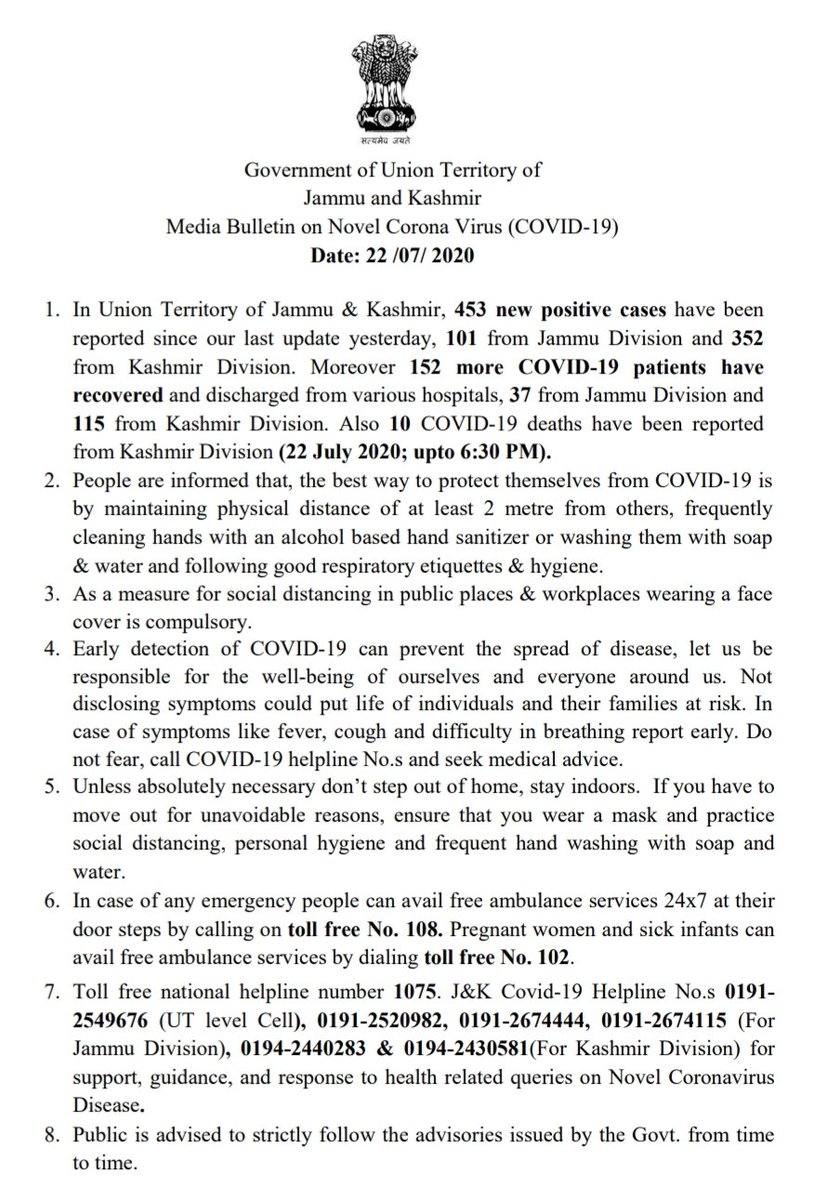 सत्यमेव जयते
Government of Union Territory of
Jammu and Kashmir
Media Bulletin on Novel Corona Virus (COVID-19)
Date: 22 /07/ 2020
1. In Union Territory of Jammu & Kashmir, 453 new positive cases have been
reported since our last update yesterday, 101 from Jammu Division and 352
from Kashmir Division. Moreover 152 more COVID-19 patients have
recovered and discharged from various hospitals, 37 from Jammu Division and
115 from Kashmir Division. Also 10 COVID-19 deaths have been reported
from Kashmir Division (22 July 2020; upto 6:30 PM).
2. People are informed that, the best way to protect themselves from COVID-19 is
by maintaining physical distance of at least 2 metre from others, frequently
cleaning hands with an alcohol based hand sanitizer or washing them with soap
& water and following good respiratory etiquettes & hygiene.
3. As a measure for social distancing in public places & workplaces wearing a face
cover is compulsory.
4. Early detection of COVID-19 can prevent the spread of disease, let us be
responsible for the well-being of ourselves and everyone around us. Not
disclosing symptoms could put life of individuals and their families at risk. In
case of symptoms like fever, cough and difficulty in breathing report early. Do
not fear, call COVID-19 helpline No.s and seek medical advice.
5. Unless absolutely necessary don’t step out of home, stay indoors. If you have to
move out for unavoidable reasons, ensure that you wear a mask and practice
social distancing, personal hygiene and frequent hand washing with soap and
water.
6. In case of any emergency people can avail free ambulance services 24x7 at their
door steps by calling on toll free No. 108. Pregnant women and sick infants can
avail free ambulance services by dialing toll free No. 102.
7. Toll free national helpline number 1075. J&K Covid-19 Helpline No.s 0191-
2549676 (UT level Cell), 0191-2520982, 0191-2674444, 0191-2674115 (For
Jammu Division), 0194-2440283 & 0194-2430581(For Kashmir Division) for
support, guidance, and response to health related queries on Novel Coronavirus
Disease.
8. Public is advised to strictly follow the advisories issued by the Govt. from time
to time.